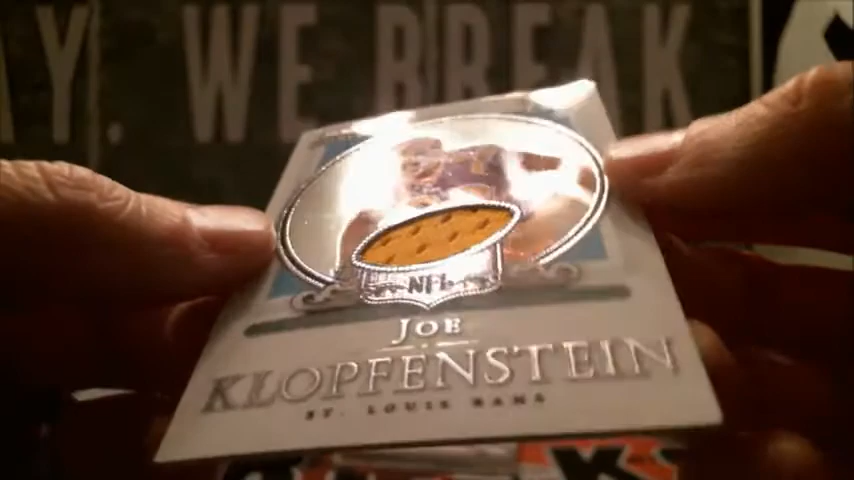 Y, WE BREAK
NFL
JOE
KLOPFENSTEIN
ST. LOUIS RAMS